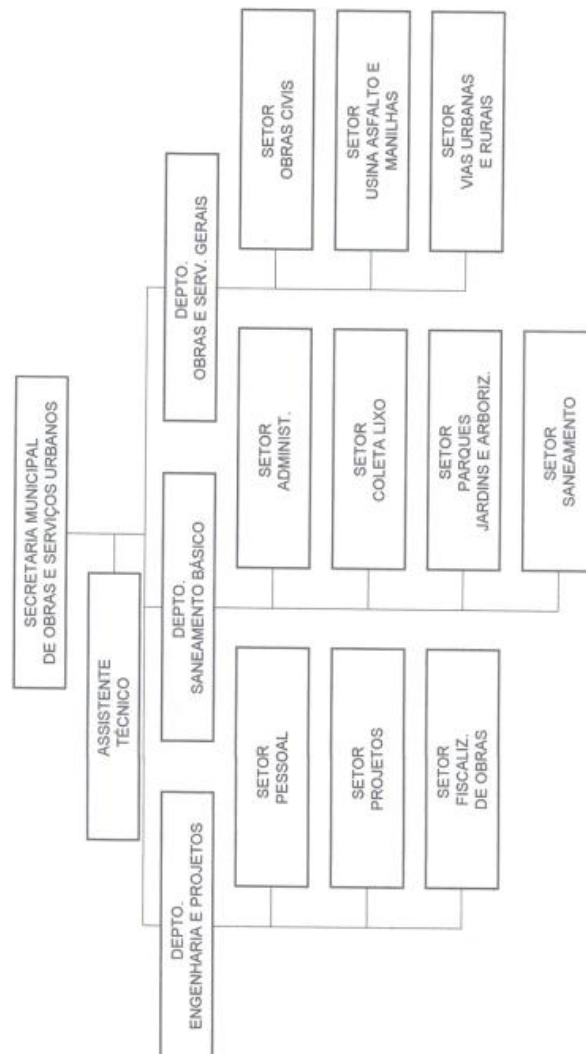 SECRETARIA MUNICIPAL
DE OBRAS E SERVIÇOS URBANOS
ASSISTENTE
TÉCNICO
DEPTO.
ENGENHARIA E PROJETOS
SETOR
PESSOAL
SETOR
PROJETOS
SETOR
FISCALIZ.
DE OBRAS
DEPTO.
SANEAMENTO BÁSICO
SETOR
ADMINIST.
SETOR
COLETA LIXO
SETOR
PARQUES
JARDINS E ARBORIZ.
SETOR
SANEAMENTO
DEPTO.
OBRAS E SERV. GERAIS
SETOR
OBRAS CIVIS
SETOR
USINA ASFALTO E
MANILHAS
SETOR
VIAS URBANAS
E RURAIS